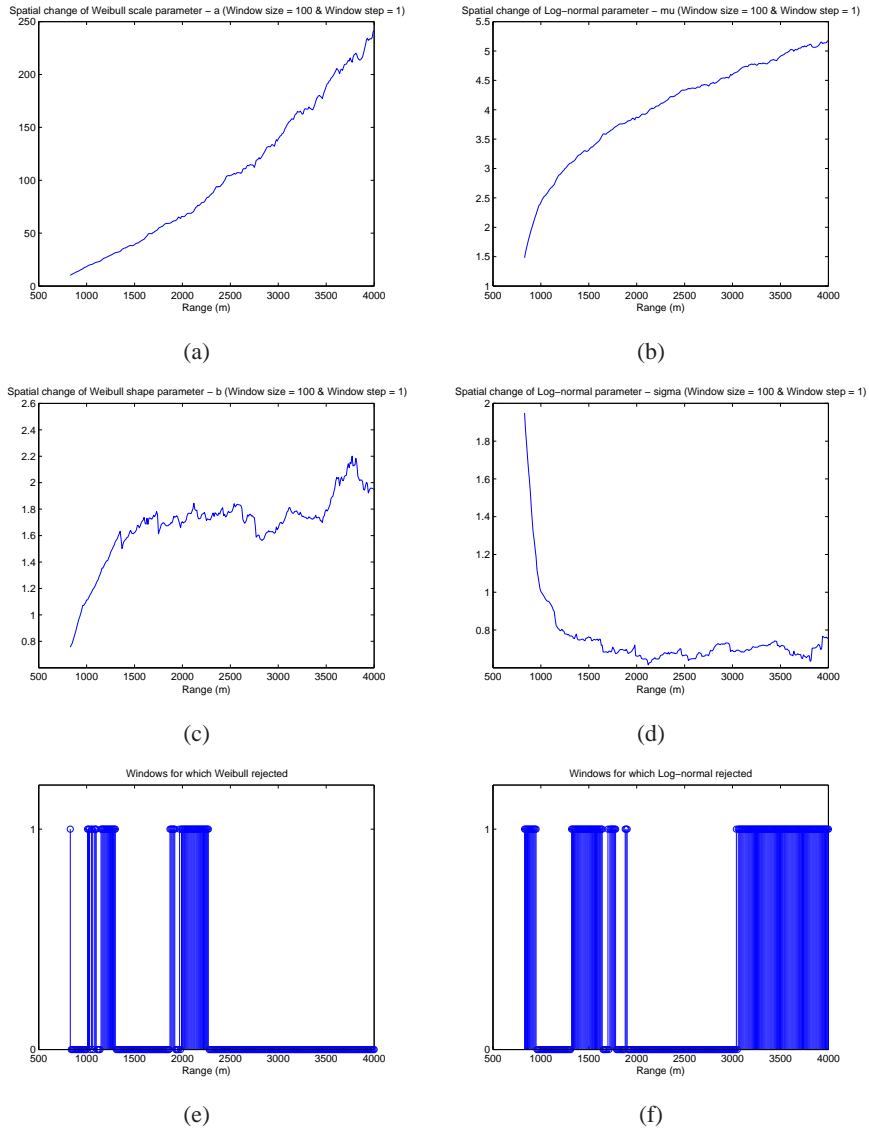 Spatial change of Weibull scale parameter − a (Window size = 100 & Window step = 1)
250
200
150
100
50
0
500 1000 1500 2000 2500 3000 3500 4000
Range (m)
(a)
Spatial change of Log−normal parameter − mu (Window size = 100 & Window step = 1)
5.5
5
4.5
4
3.5
3
2.5
2
1.5
1
500 1000 1500 2000 2500 3000 3500 4000
Range (m)
(b)
Spatial change of Weibull shape parameter − b (Window size = 100 & Window step = 1)
2.6
2.4
2.2
2
1.8
1.6
1.4
1.2
1
0.8
500 1000 1500 2000 2500 3000 3500 4000
Range (m)
(c)
Spatial change of Log−normal parameter − sigma (Window size = 100 & Window step = 1)
2
1.8
1.6
1.4
1.2
1
0.8
500 1000 1500 2000 2500 3000 3500 4000
Range (m)
(d)
Windows for which Weibull rejected
1
0
500 1000 1500 2000 2500 3000 3500 4000
Range (m)
(e)
Windows for which Log−normal rejected
1
0
500 1000 1500 2000 2500 3000 3500 4000
Range (m)
(f)